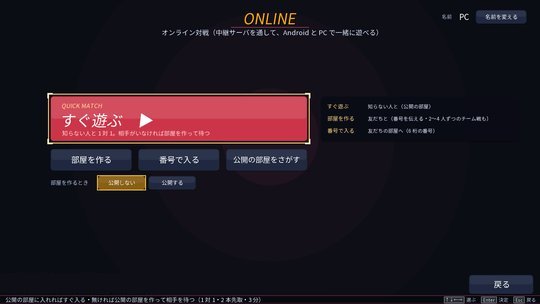 ONLINE
オンライン対戦（中継サーバを通して、Android と PC で一緒に遊べる）
名前 PC 名前を変える
QUICK MATCH
すぐ遊ぶ ▶
知らない人と 1 対 1。相手がいなければ部屋を作って待つ
すぐ遊ぶ 知らない人と（公開の部屋）
部屋を作る 友だちと（番号を伝える・2〜4 人ずつのチーム戦も）
番号で入る 友だちの部屋へ（6 桁の番号）
部屋を作る 番号で入る 公開の部屋をさがす
部屋を作るとき 公開しない 公開する
戻る
公開の部屋に入れればすぐ入る・無ければ公開の部屋を作って相手を待つ（1 対 1・2 本先取・3 分）
↑↓←→ 選ぶ Enter 決定 Esc 戻る